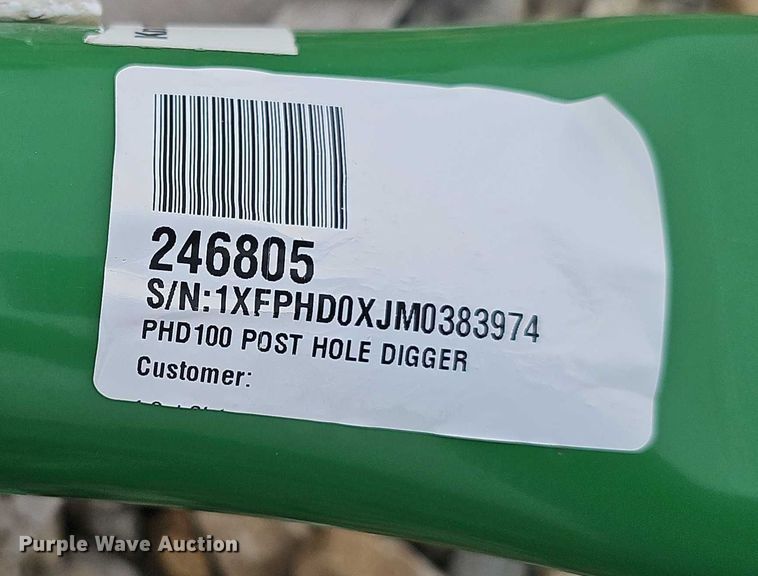 246805
S/N:1XFPHD0XJM0383974
PHD100 POST HOLE DIGGER
Customer:
Purple Wave Auction